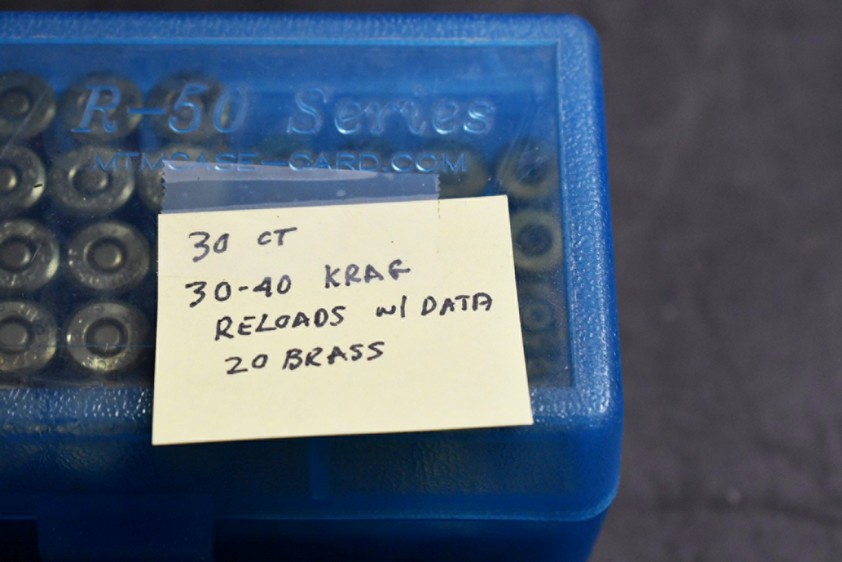 R-50 Series
MTMCASE-GARD.COM
30 CT
30-40 KRAG
RELOADS w/ DATA
20 BRASS